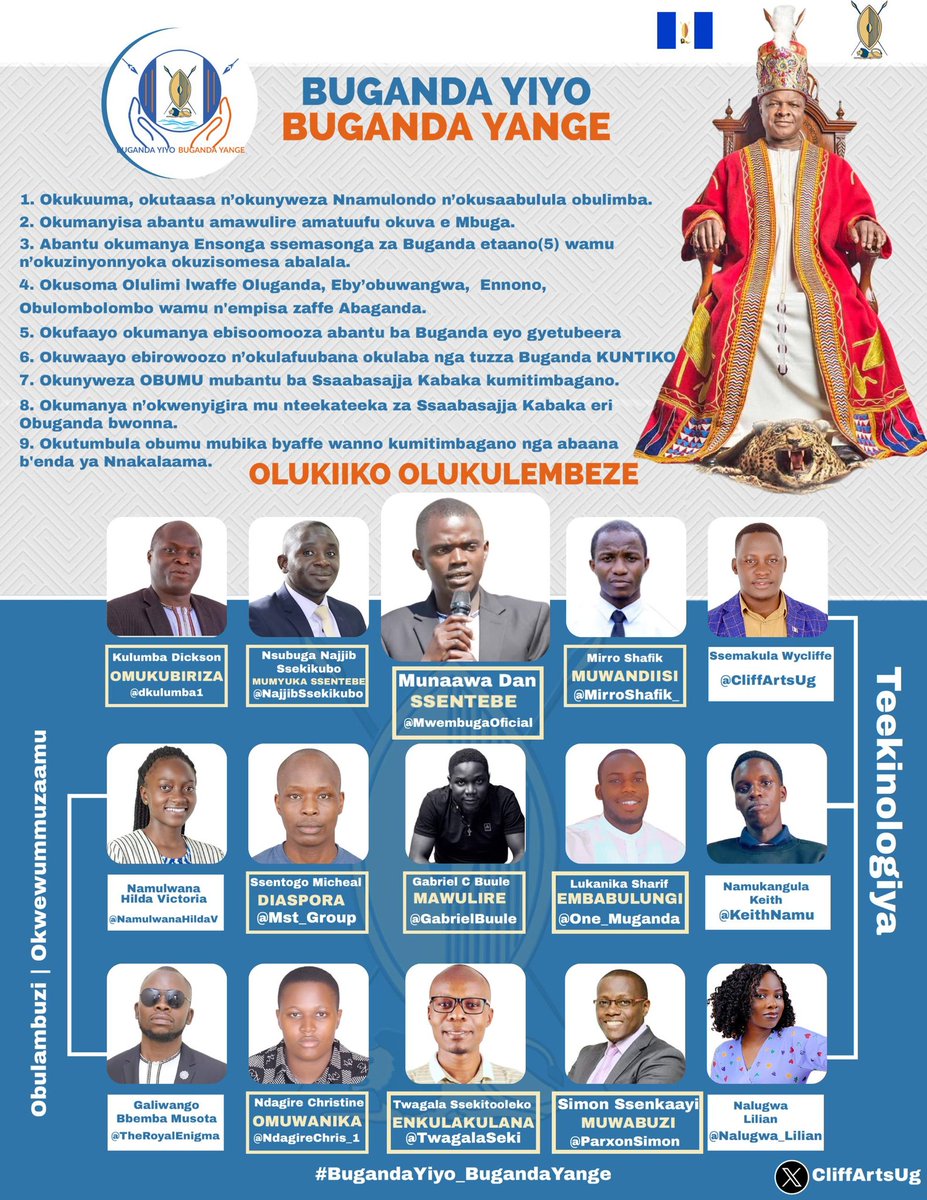 BUGANDA YIYO
BUGANDA YANGE
BUGANDA YIYO BUGANDA YANGE
1. Okukuuma, okutaasa n’okunyweza Nnamulondo n’okusaabulula obulimba.
2. Okumanyisa abantu amawulire amatuufu okuva e Mbuga.
3. Abantu okumanya Ensonga ssemasonga za Buganda etaano(5) wamu
n’okuzinyonnyoka okuzisomesa abalala.
4. Okusoma Olulimi lwaffe Oluganda, Eby’obuwangwa, Ennono,
Obulombolombo wamu n'empisa zaffe Abaganda.
5. Okufaayo okumanya ebisoomooza abantu ba Buganda eyo gyetubeera
6. Okuwaayo ebirowoozo n’okulafuubana okulaba nga tuzza Buganda KUNTIKO
7. Okunyweza OBUMU mubantu ba Ssaabasajja Kabaka kumitimbagano.
8. Okumanya n’okwenyigira mu nteekateeka za Ssaabasajja Kabaka eri
Obuganda bwonna.
9. Okutumbula obumu mubika byaffe wanno kumitimbagano nga abaana
b'enda ya Nnakalaama.
OLUKIIKO OLUKULEMBEZE
Kulumba Dickson
OMUKUBIRIZA
@dkulumba1
Nsubuga Najjib
Ssekikubo
MUMYUKA SSENTEBE
@NajjibSsekikubo
Munaawa Dan
SSENTEBE
@MwembugaOficial
Mirro Shafik
MUWANDIISI
@MirroShafik_
Ssemakula Wycliffe
@CliffArtsUg
Namulwana
Hilda Victoria
@NamulwanaHildaV
Ssentogo Micheal
DIASPORA
@Mst_Group
Gabriel C Buule
MAWULIRE
@GabrielBuule
Lukanika Sharif
EMBABULUNGI
@One_Muganda
Namukangula
Keith
@KeithNamu
Galiwango
Bbemba Musota
@TheRoyalEnigma
Ndagire Christine
OMUWANIKA
@NdagireChris_1
Twagala Ssekitooleko
ENKULAKULANA
@TwagalaSeki
Simon Ssenkaayi
MUWABUZI
@ParxonSimon
Nalugwa
Lilian
@Nalugwa_Lilian
Obulambuzi | Okwewummuzaamu
Teekinologiya
#BugandaYiyo_BugandaYange
CliffArtsUg